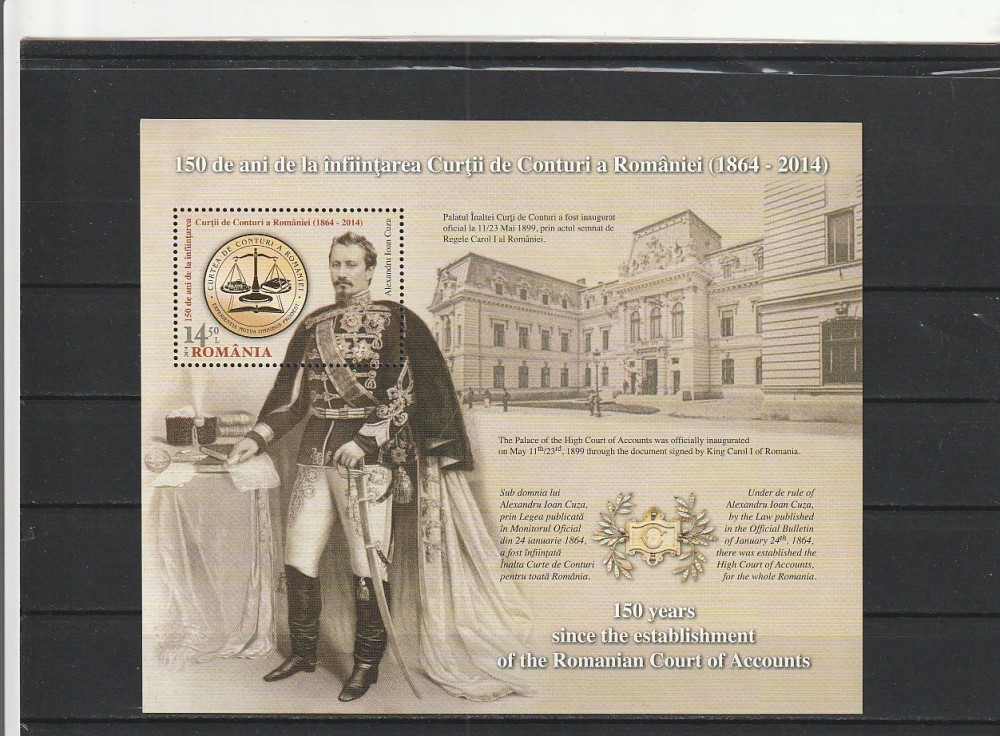 150 de ani de la înfiinţarea Curţii de Conturi a României (1864 - 2014)
150 de ani de la înfiinţarea
Curţii de Conturi a României (1864 - 2014)
Alexandru Ioan Cuza
CURTEA DE CONTURI A ROMÂNIEI
EXPERIENTIA MUTUA OMNIBUS PRODEST
14.50
L
2014
ROMÂNIA
Palatul Înaltei Curţi de Conturi a fost inaugurat
oficial la 11/23 Mai 1899, prin actul semnat de
Regele Carol I al României.
The Palace of the High Court of Accounts was officially inaugurated
on May 11th/23rd, 1899 through the document signed by King Carol I of Romania.
Sub domnia lui
Alexandru Ioan Cuza,
prin Legea publicată
în Monitorul Oficial
din 24 ianuarie 1864,
a fost înfiinţată
Înalta Curte de Conturi
pentru toată România.
Under de rule of
Alexandru Ioan Cuza,
by the Law published
in the Official Bulletin
of January 24th, 1864,
there was established the
High Court of Accounts,
for the whole Romania.
150 years
since the establishment
of the Romanian Court of Accounts